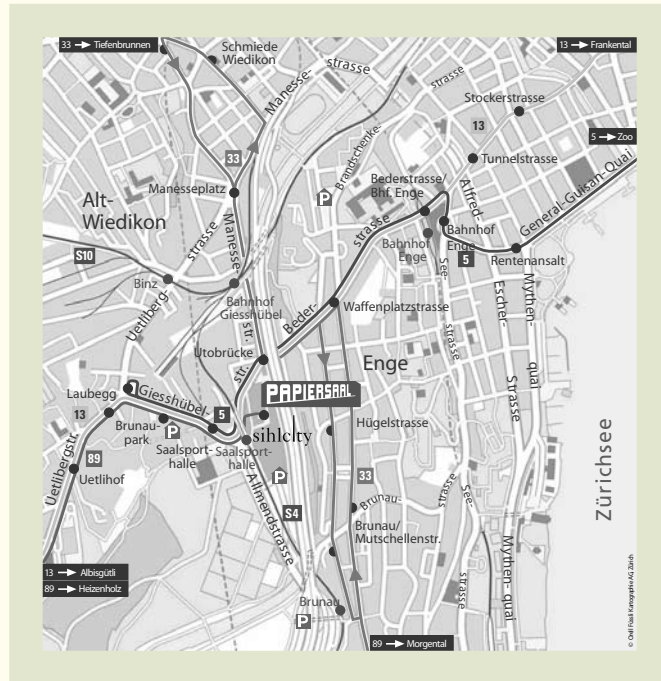 33 → Tiefenbrunnen
13 → Frankental
Schmiede
Wiedikon
Manesse-
strasse
strasse
Stockerstrasse
13
5 → Zoo
Brandschenke-
Tunnelstrasse
33
Bederstrasse/
Bhf. Enge
Manesseplatz
P
Alfred-
General-Guisan-Quai
Alt-
Wiedikon
strasse
strasse
Manesse-
Bahnhof
Enge
Bahnhof
Enge
5
Rentenansalt
S10
Binz
See-
Escher-
Mythen-
Uetliberg-
Bahnhof
Giesshübel
str.
Beder-
Waffenplatzstrasse
quai
Utobrücke
strasse
Enge
str.
Strasse
Laubegg
Giesshübel-
PAPIERSAAL
13
5
Brunau-
park
P
Hügelstrasse
sihlcity
Saalsport-
halle
Saalsport-
halle
Uetlibergstr.
89
Uetlihof
P
33
Zürichsee
strasse
See-
Allmendstrasse
S4
Brunau-
Brunau/
Mutschellenstr.
Mythen-
quai
strasse
13 → Albisgütli
89 → Heizenholz
Brunau
P
89 → Morgental
© Orell Füssli Kartographie AG Zürich